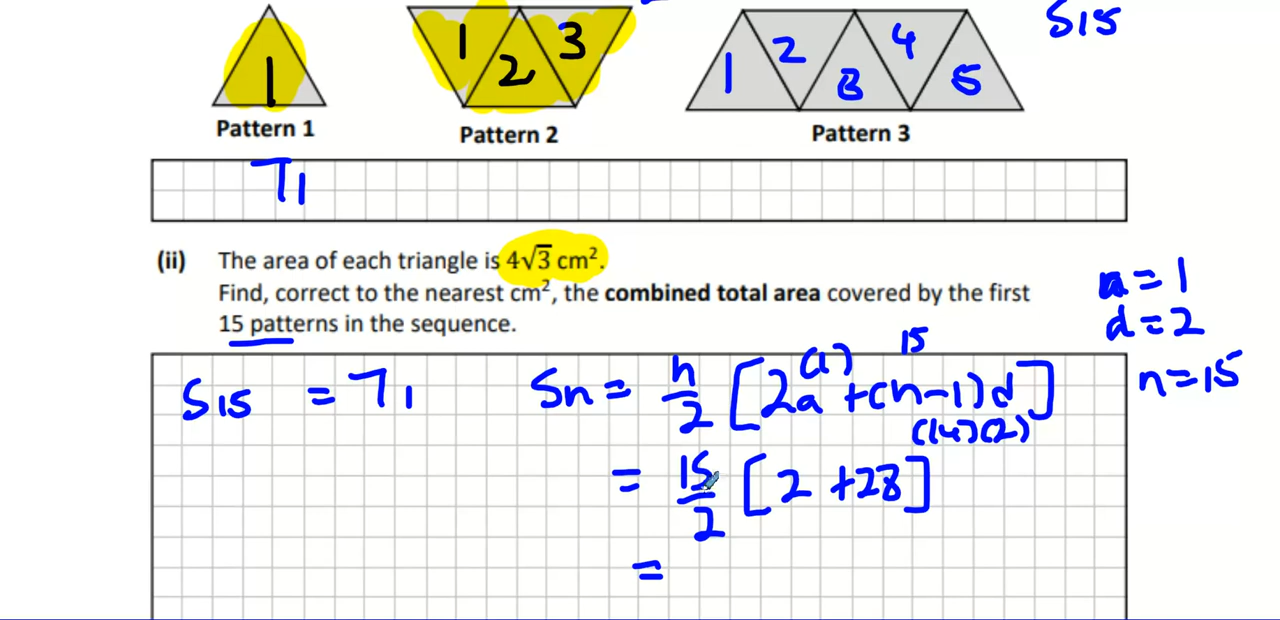 S15
1
1 2 3
1 2 3 4 5
Pattern 1
Pattern 2
Pattern 3
T1
(ii) The area of each triangle is 4√3 cm².
Find, correct to the nearest cm², the combined total area covered by the first
15 patterns in the sequence.
a = 1
d = 2
n = 15
(1) 15
S15 = T1 Sn = n/2 [2a + (n-1)d]
(14)(2)
= 15/2 [2 + 28]
=